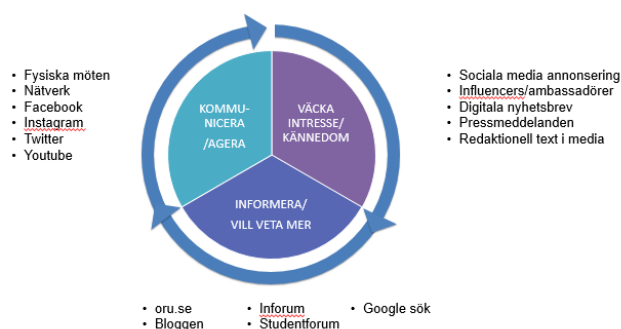 • Fysiska möten
• Nätverk
• Facebook
• Instagram
• Twitter
• Youtube
KOMMU-
NICERA
/AGERA
VÄCKA
INTRESSE/
KÄNNEDOM
• Sociala media annonsering
• Influencers/ambassadörer
• Digitala nyhetsbrev
• Pressmeddelanden
• Redaktionell text i media
INFORMERA/
VILL VETA MER
• oru.se
• Bloggen
• Inforum
• Studentforum
• Google sök